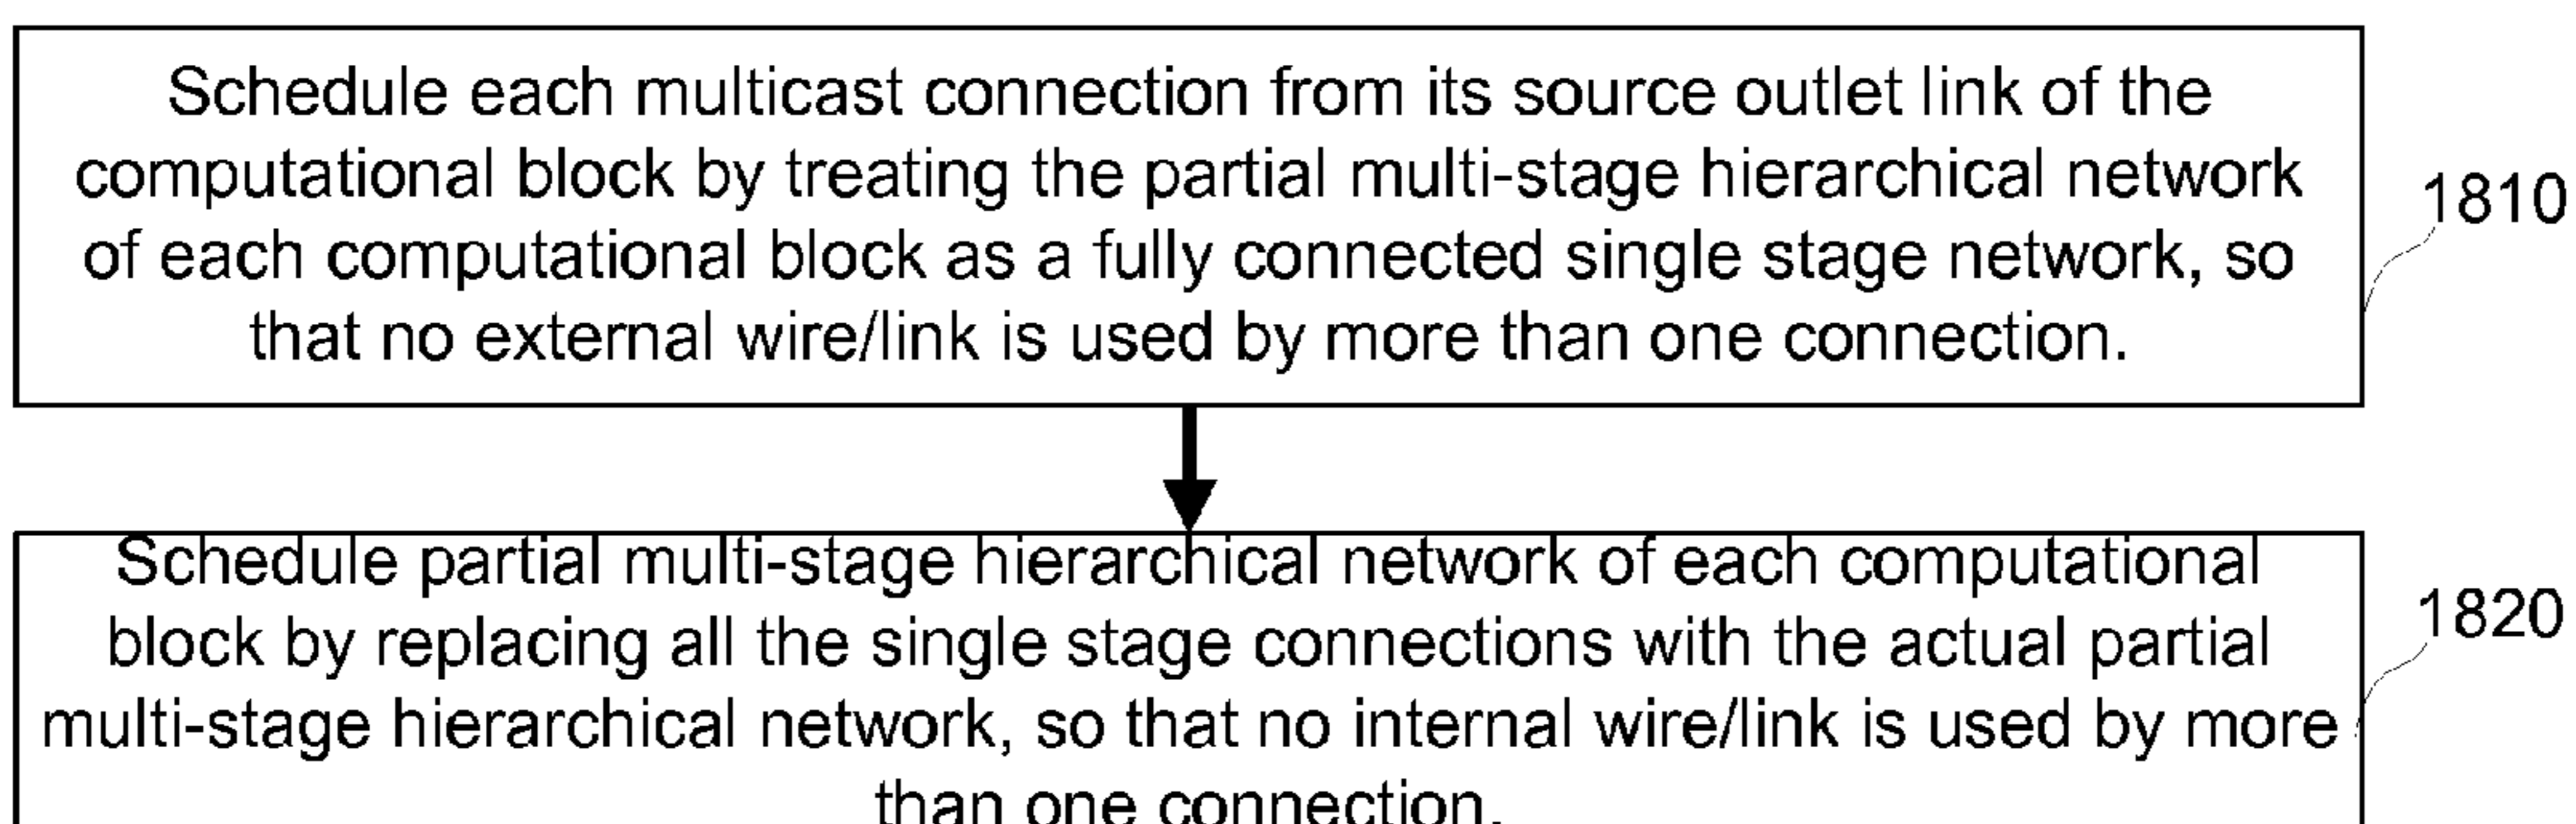 Schedule each multicast connection from its source outlet link of the
computational block by treating the partial multi-stage hierarchical network
of each computational block as a fully connected single stage network, so
that no external wire/link is used by more than one connection.
1810
Schedule partial multi-stage hierarchical network of each computational
block by replacing all the single stage connections with the actual partial
multi-stage hierarchical network, so that no internal wire/link is used by more
than one connection.
1820